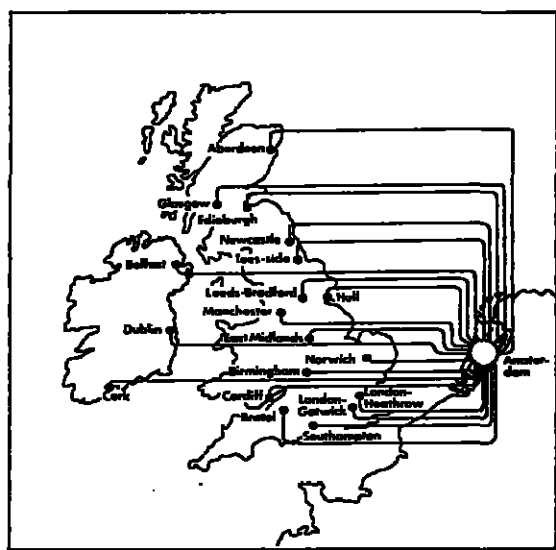 Aberdeen
Glasgow
Edinburgh
Newcastle
Tees-side
Belfast
Leeds-Bradford
Hull
Manchester
Dublin
East Midlands
Norwich
Amster-
dam
Birmingham
Cork
Cardiff
London-
Heathrow
London-
Gatwick
Bristol
Southampton